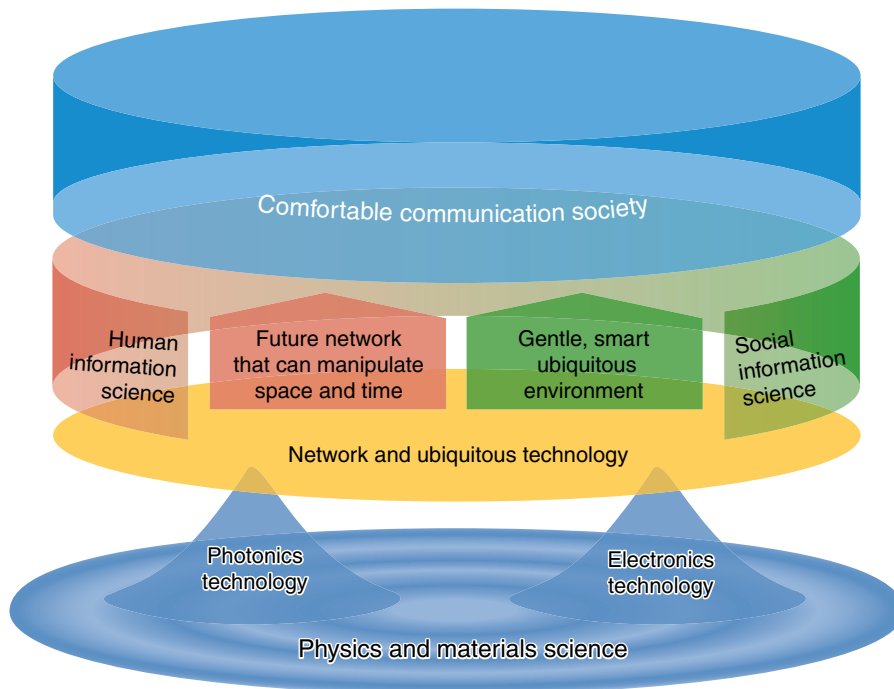 Comfortable communication society
Human
information
science
Future network
that can manipulate
space and time
Gentle, smart
ubiquitous
environment
Social
information
science
Network and ubiquitous technology
Photonics
technology
Electronics
technology
Physics and materials science